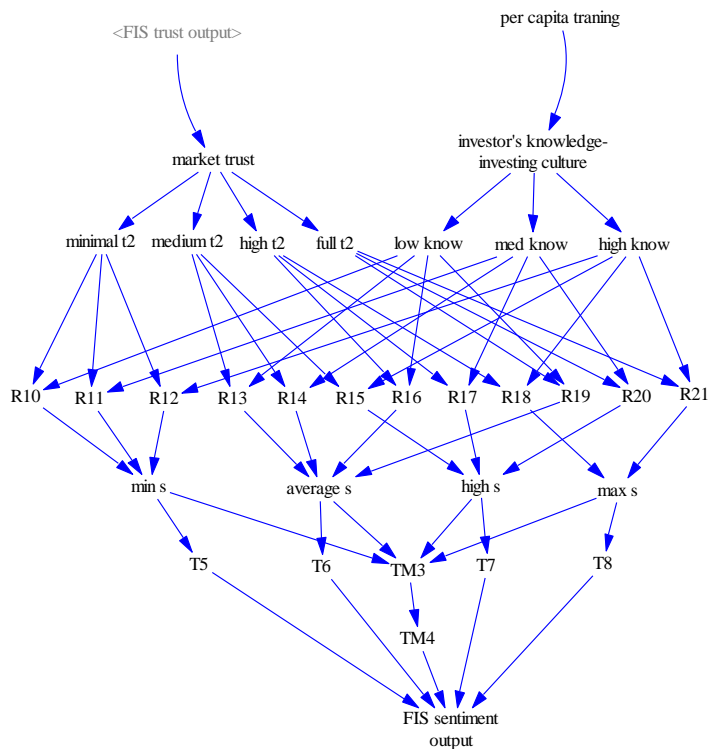 <FIS trust output>
per capita traning
market trust
investor's knowledge-
investing culture
minimal t2
medium t2
high t2
full t2
low know
med know
high know
R10
R11
R12
R13
R14
R15
R16
R17
R18
R19
R20
R21
min s
average s
high s
max s
T5
T6
TM3
T7
T8
TM4
FIS sentiment
output